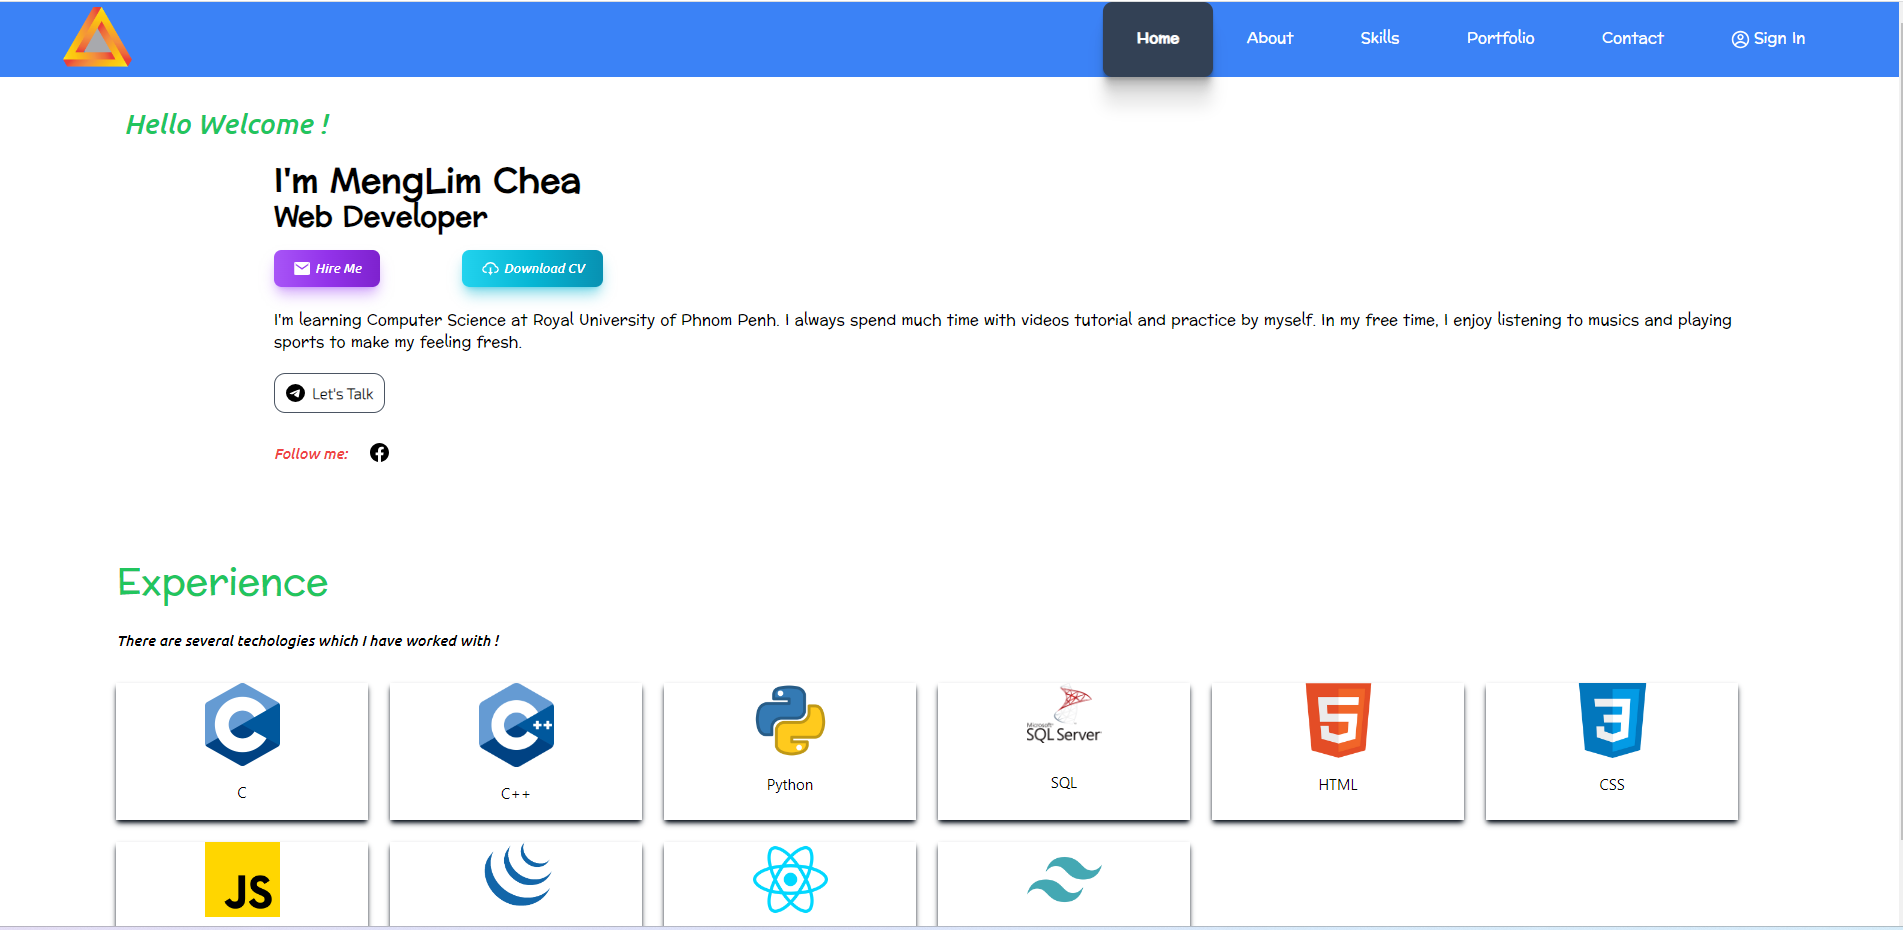 Home About Skills Portfolio Contact Sign In
Hello Welcome !
I'm MengLim Chea
Web Developer
Hire Me Download CV
I'm learning Computer Science at Royal University of Phnom Penh. I always spend much time with videos tutorial and practice by myself. In my free time, I enjoy listening to musics and playing
sports to make my feeling fresh.
Let's Talk
Follow me:
Experience
There are several techologies which I have worked with !
C
C++
Python
Microsoft
SQL Server
SQL
5
HTML
3
CSS
JS